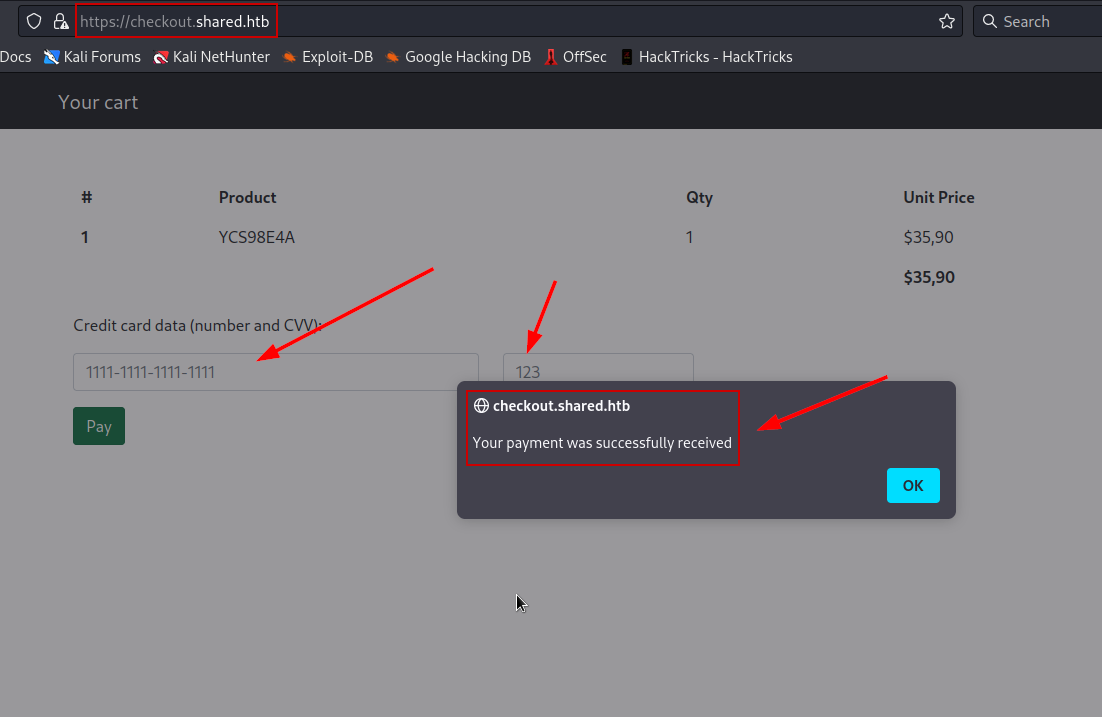 https://checkout.shared.htb
Search
Docs Kali Forums Kali NetHunter Exploit-DB Google Hacking DB OffSec HackTricks - HackTricks
Your cart
# Product Qty Unit Price
1 YCS98E4A 1 $35,90
$35,90
Credit card data (number and CVV):
1111-1111-1111-1111 123
Pay
checkout.shared.htb
Your payment was successfully received
OK